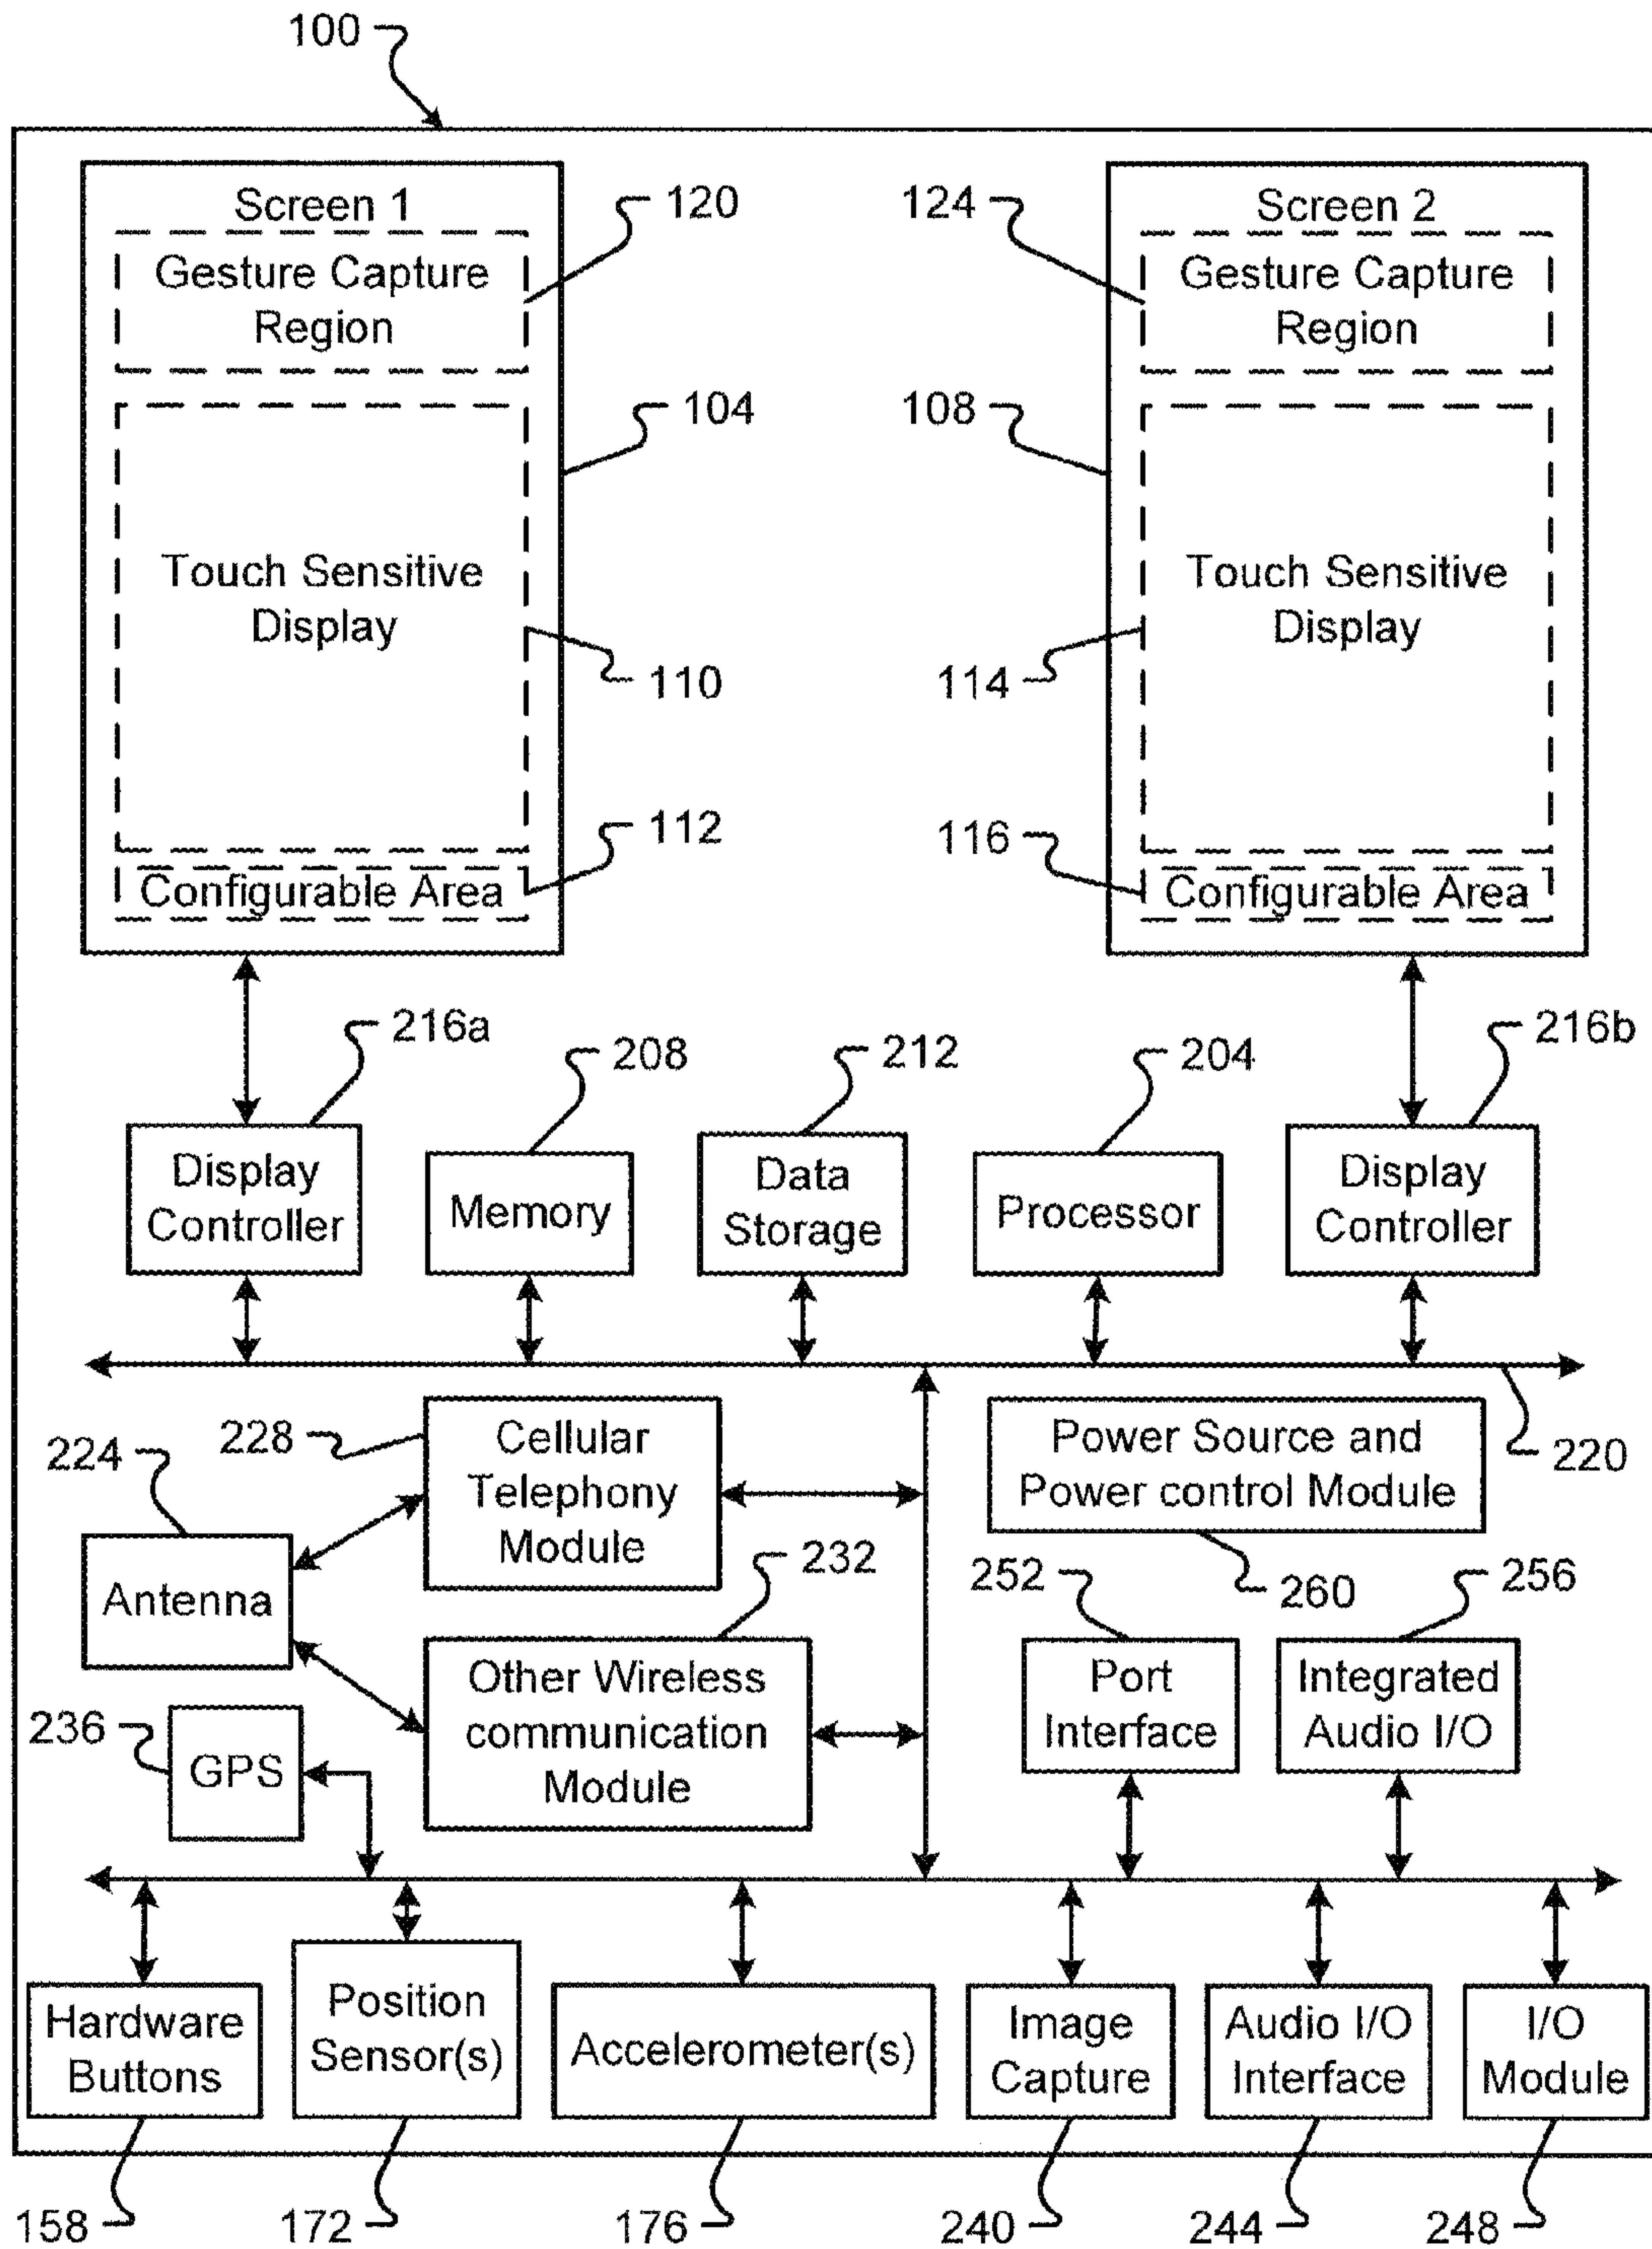 100
Screen 1
Gesture Capture
Region
120
124
Screen 2
Gesture Capture
Region
104
108
Touch Sensitive
Display
110
114
Touch Sensitive
Display
112
Configurable Area
116
Configurable Area
216a
208
212
204
216b
Display
Controller
Memory
Data
Storage
Processor
Display
Controller
224
228
Cellular
Telephony
Module
Power Source and
Power control Module
220
Antenna
232
252
260
256
236
GPS
Other Wireless
communication
Module
Port
Interface
Integrated
Audio I/O
Hardware
Buttons
Position
Sensor(s)
Accelerometer(s)
Image
Capture
Audio I/O
Interface
I/O
Module
158
172
176
240
244
248